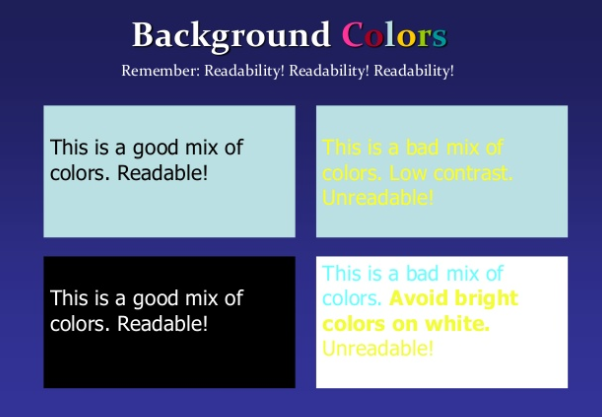 Background Colors
Remember: Readability! Readability! Readability!
This is a good mix of
colors. Readable!
This is a bad mix of
colors. Low contrast.
Unreadable!
This is a good mix of
colors. Readable!
This is a bad mix of
colors. Avoid bright
colors on white.
Unreadable!